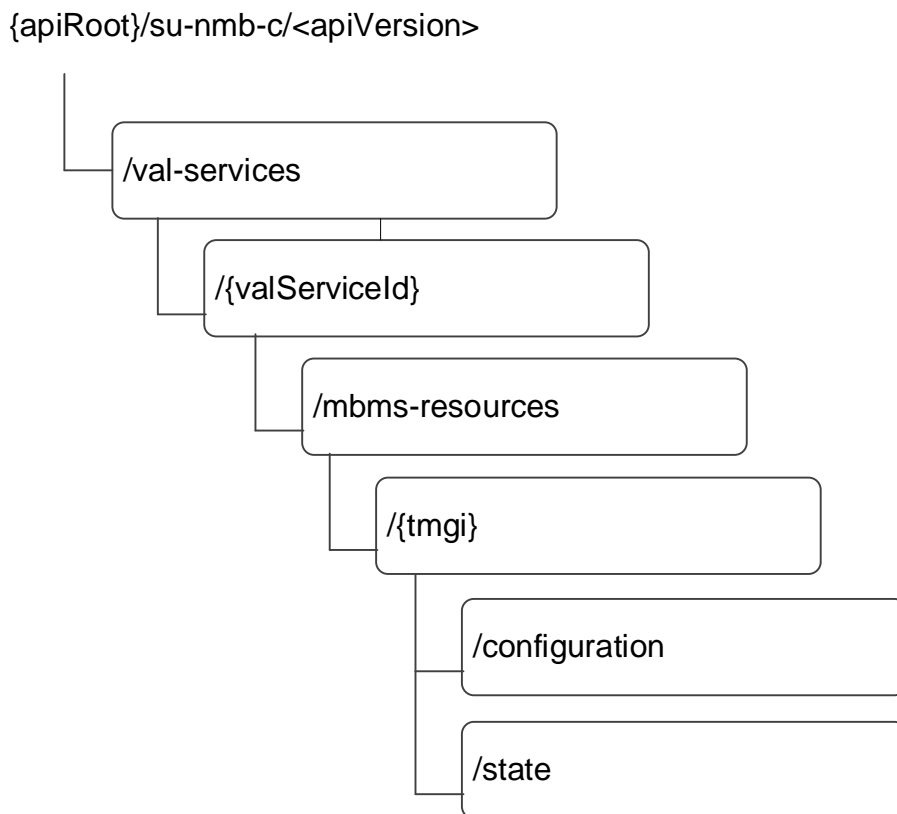 {apiRoot}/su-nmb-c/<apiVersion>
/val-services
/{valServiceId}
/mbms-resources
/{tmgi}
/configuration
/state